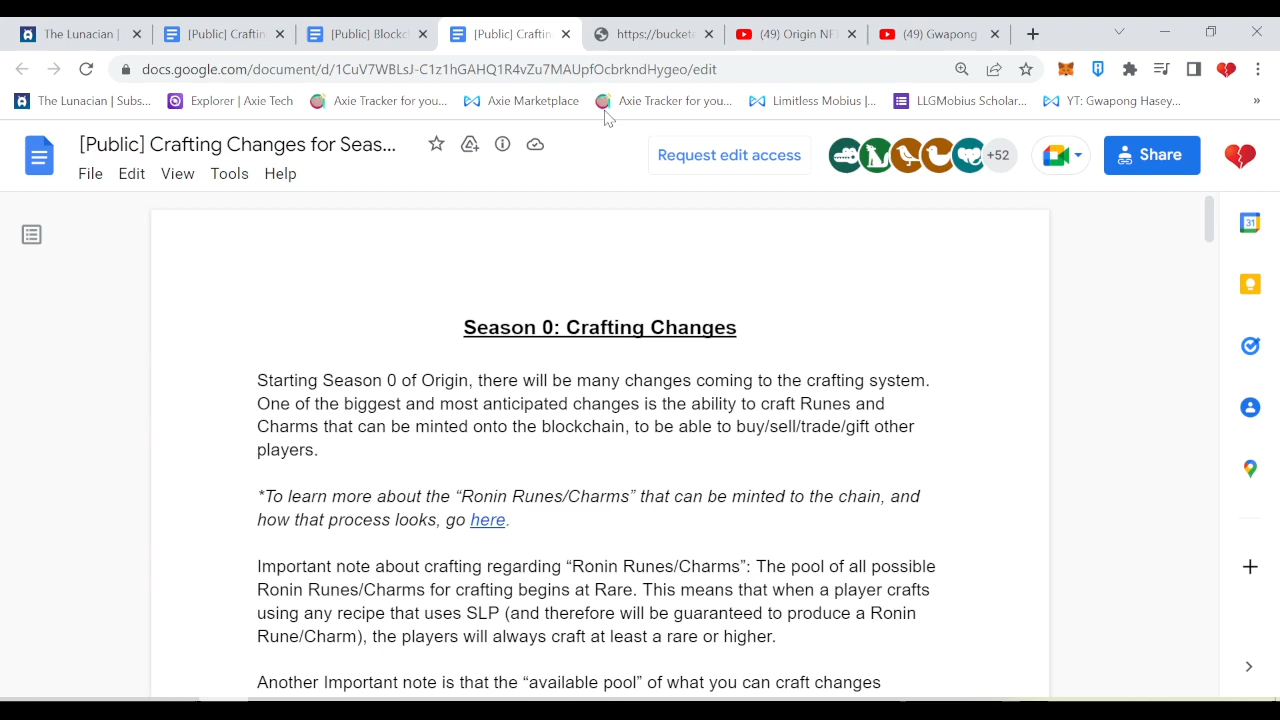 The Lunacian |
[Public] Craftin
[Public] Blockc
[Public] Craftin
https://bucket
(49) Origin NF
(49) Gwapong
docs.google.com/document/d/1CuV7WBLsJ-C1z1hGAHQ1R4vZu7MAUpfOcbrkndHygeo/edit
The Lunacian | Subs...
Explorer | Axie Tech
Axie Tracker for you...
Axie Marketplace
Axie Tracker for you...
Limitless Mobius |...
LLGMobius Scholar...
YT: Gwapong Hasey...
»
[Public] Crafting Changes for Seas...
File Edit View Tools Help
Request edit access
+52
Share
31
Season 0: Crafting Changes
Starting Season 0 of Origin, there will be many changes coming to the crafting system.
One of the biggest and most anticipated changes is the ability to craft Runes and
Charms that can be minted onto the blockchain, to be able to buy/sell/trade/gift other
players.
*To learn more about the “Ronin Runes/Charms” that can be minted to the chain, and
how that process looks, go here.
Important note about crafting regarding “Ronin Runes/Charms”: The pool of all possible
Ronin Runes/Charms for crafting begins at Rare. This means that when a player crafts
using any recipe that uses SLP (and therefore will be guaranteed to produce a Ronin
Rune/Charm), the players will always craft at least a rare or higher.
Another Important note is that the “available pool” of what you can craft changes